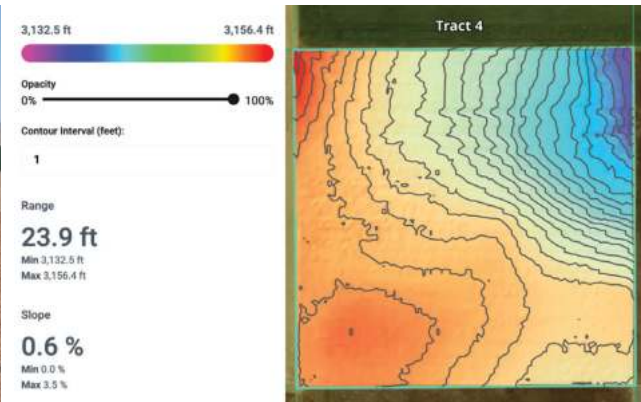 3,132.5 ft 3,156.4 ft
Opacity
0% 100%
Contour Interval (feet):
1
Range
23.9 ft
Min 3,132.5 ft
Max 3,156.4 ft
Slope
0.6 %
Min 0.0 %
Max 3.5 %
Tract 4